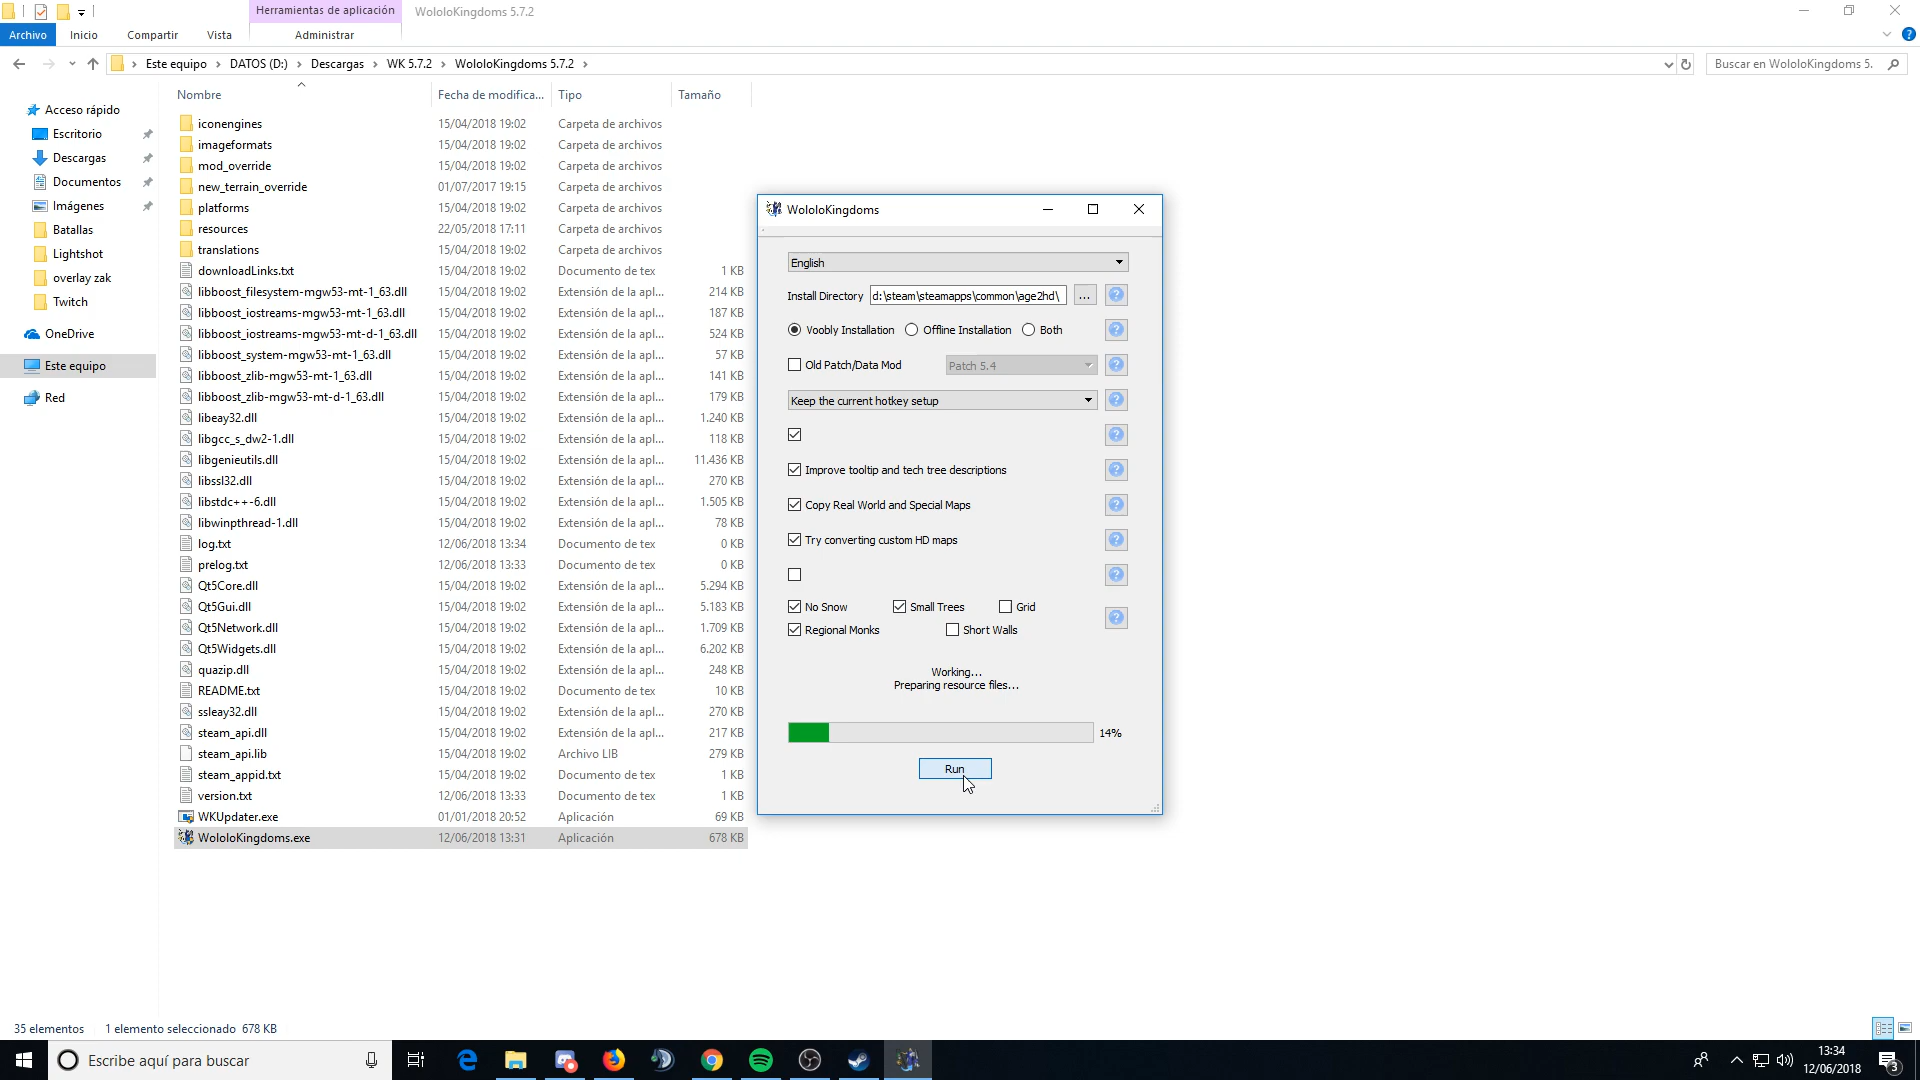 Herramientas de aplicación
WololoKingdoms 5.7.2
Archivo
Inicio
Compartir
Vista
Administrar
Este equipo
DATOS (D:)
Descargas
WK 5.7.2
WololoKingdoms 5.7.2
Buscar en WololoKingdoms 5.
Nombre
Fecha de modifica...
Tipo
Tamaño
Acceso rápido
Escritorio
Descargas
Documentos
Imágenes
Batallas
Lightshot
overlay zak
Twitch
OneDrive
Este equipo
Red
iconengines 15/04/2018 19:02 Carpeta de archivos
imageformats 15/04/2018 19:02 Carpeta de archivos
mod_override 15/04/2018 19:02 Carpeta de archivos
new_terrain_override 01/07/2017 19:15 Carpeta de archivos
platforms 15/04/2018 19:02 Carpeta de archivos
resources 22/05/2018 17:11 Carpeta de archivos
translations 15/04/2018 19:02 Carpeta de archivos
downloadLinks.txt 15/04/2018 19:02 Documento de tex 1 KB
libboost_filesystem-mgw53-mt-1_63.dll 15/04/2018 19:02 Extensión de la apl... 214 KB
libboost_iostreams-mgw53-mt-1_63.dll 15/04/2018 19:02 Extensión de la apl... 187 KB
libboost_iostreams-mgw53-mt-d-1_63.dll 15/04/2018 19:02 Extensión de la apl... 524 KB
libboost_system-mgw53-mt-1_63.dll 15/04/2018 19:02 Extensión de la apl... 57 KB
libboost_zlib-mgw53-mt-1_63.dll 15/04/2018 19:02 Extensión de la apl... 141 KB
libboost_zlib-mgw53-mt-d-1_63.dll 15/04/2018 19:02 Extensión de la apl... 179 KB
libeay32.dll 15/04/2018 19:02 Extensión de la apl... 1.240 KB
libgcc_s_dw2-1.dll 15/04/2018 19:02 Extensión de la apl... 118 KB
libgenieutils.dll 15/04/2018 19:02 Extensión de la apl... 11.436 KB
libssl32.dll 15/04/2018 19:02 Extensión de la apl... 270 KB
libstdc++-6.dll 15/04/2018 19:02 Extensión de la apl... 1.505 KB
libwinpthread-1.dll 15/04/2018 19:02 Extensión de la apl... 78 KB
log.txt 12/06/2018 13:34 Documento de tex 0 KB
prelog.txt 12/06/2018 13:33 Documento de tex 0 KB
Qt5Core.dll 15/04/2018 19:02 Extensión de la apl... 5.294 KB
Qt5Gui.dll 15/04/2018 19:02 Extensión de la apl... 5.183 KB
Qt5Network.dll 15/04/2018 19:02 Extensión de la apl... 1.709 KB
Qt5Widgets.dll 15/04/2018 19:02 Extensión de la apl... 6.202 KB
quazip.dll 15/04/2018 19:02 Extensión de la apl... 248 KB
README.txt 15/04/2018 19:02 Documento de tex 10 KB
ssleay32.dll 15/04/2018 19:02 Extensión de la apl... 270 KB
steam_api.dll 15/04/2018 19:02 Extensión de la apl... 217 KB
steam_api.lib 15/04/2018 19:02 Archivo LIB 279 KB
steam_appid.txt 15/04/2018 19:02 Documento de tex 1 KB
version.txt 12/06/2018 13:33 Documento de tex 1 KB
WKUpdater.exe 01/01/2018 20:52 Aplicación 69 KB
WololoKingdoms.exe 12/06/2018 13:31 Aplicación 678 KB
WololoKingdoms
English
Install Directory d:\steam\steamapps\common\age2hd\ ...
Voobly Installation Offline Installation Both
Old Patch/Data Mod Patch 5.4
Keep the current hotkey setup
Improve tooltip and tech tree descriptions
Copy Real World and Special Maps
Try converting custom HD maps
No Snow Small Trees Grid
Regional Monks Short Walls
Working...
Preparing resource files...
14%
Run
35 elementos
1 elemento seleccionado 678 KB
Escribe aquí para buscar
13:34
12/06/2018
3